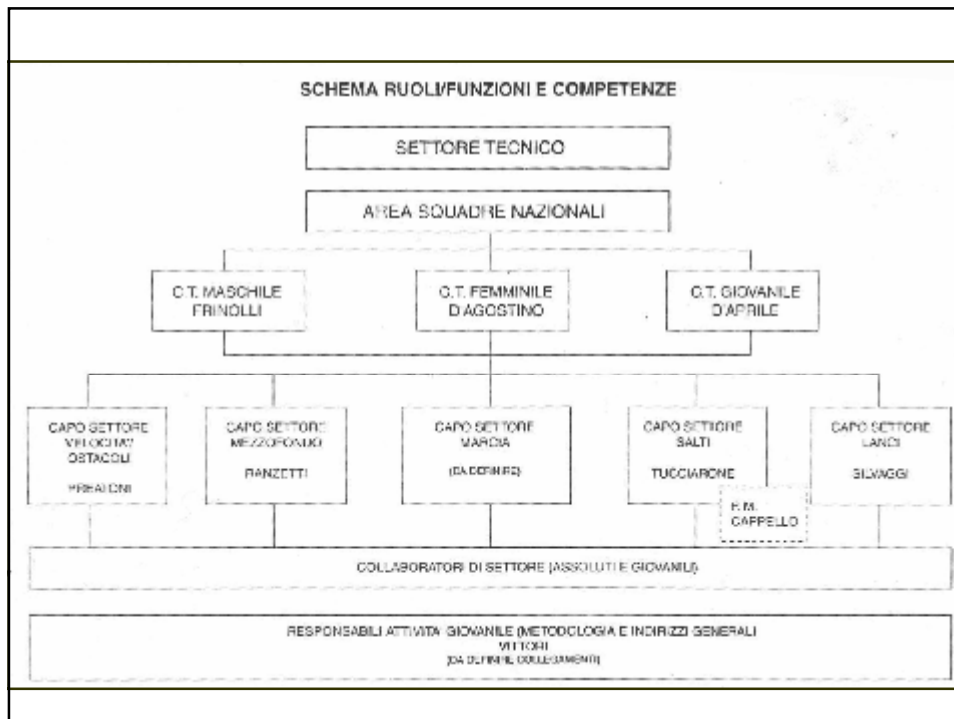 SCHEMA RUOLI/FUNZIONI E COMPETENZE
SETTORE TECNICO
AREA SQUADRE NAZIONALI
C.T. MASCHILE
FRINOLLI
C.T. FEMMINILE
D'AGOSTINO
C.T. GIOVANILE
D'APRILE
CAPO SETTORE
VELOCITA'
OSTACOLI
PREATONI
CAPO SETTORE
MEZZOFONDO
RANZETTI
CAPO SETTORE
MARCIA
(DA DEFINIRE)
CAPO SETTORE
SALTI
TUCCIARONE
CAPO SETTORE
LANCI
SILVAGGI
CAPPELLO
COLLABORATORI DI SETTORE (ASSOLUTI E GIOVANILI)
RESPONSABILI ATTIVITA' GIOVANILE (METODOLOGIA E INDIRIZZI GENERALI
VITTORI
(DA DEFINIRE COLLEGAMENTI)